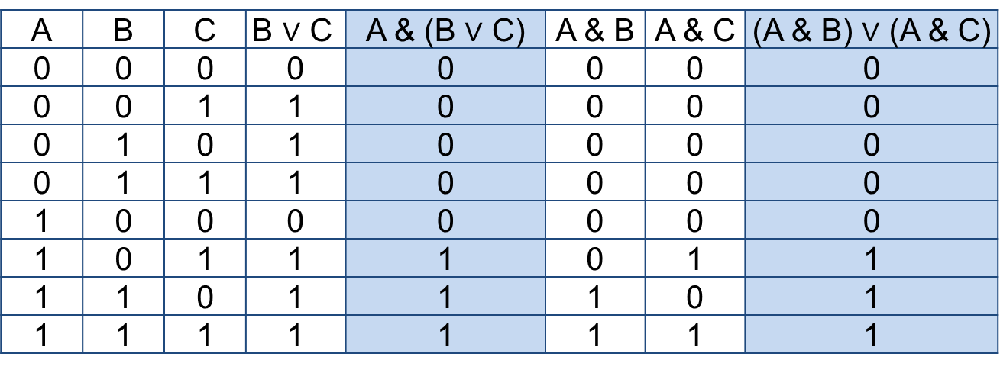 A B C B ∨ C A & (B ∨ C) A & B A & C (A & B) ∨ (A & C)
0 0 0 0 0 0 0 0
0 0 1 1 0 0 0 0
0 1 0 1 0 0 0 0
0 1 1 1 0 0 0 0
1 0 0 0 0 0 0 0
1 0 1 1 1 0 1 1
1 1 0 1 1 1 0 1
1 1 1 1 1 1 1 1